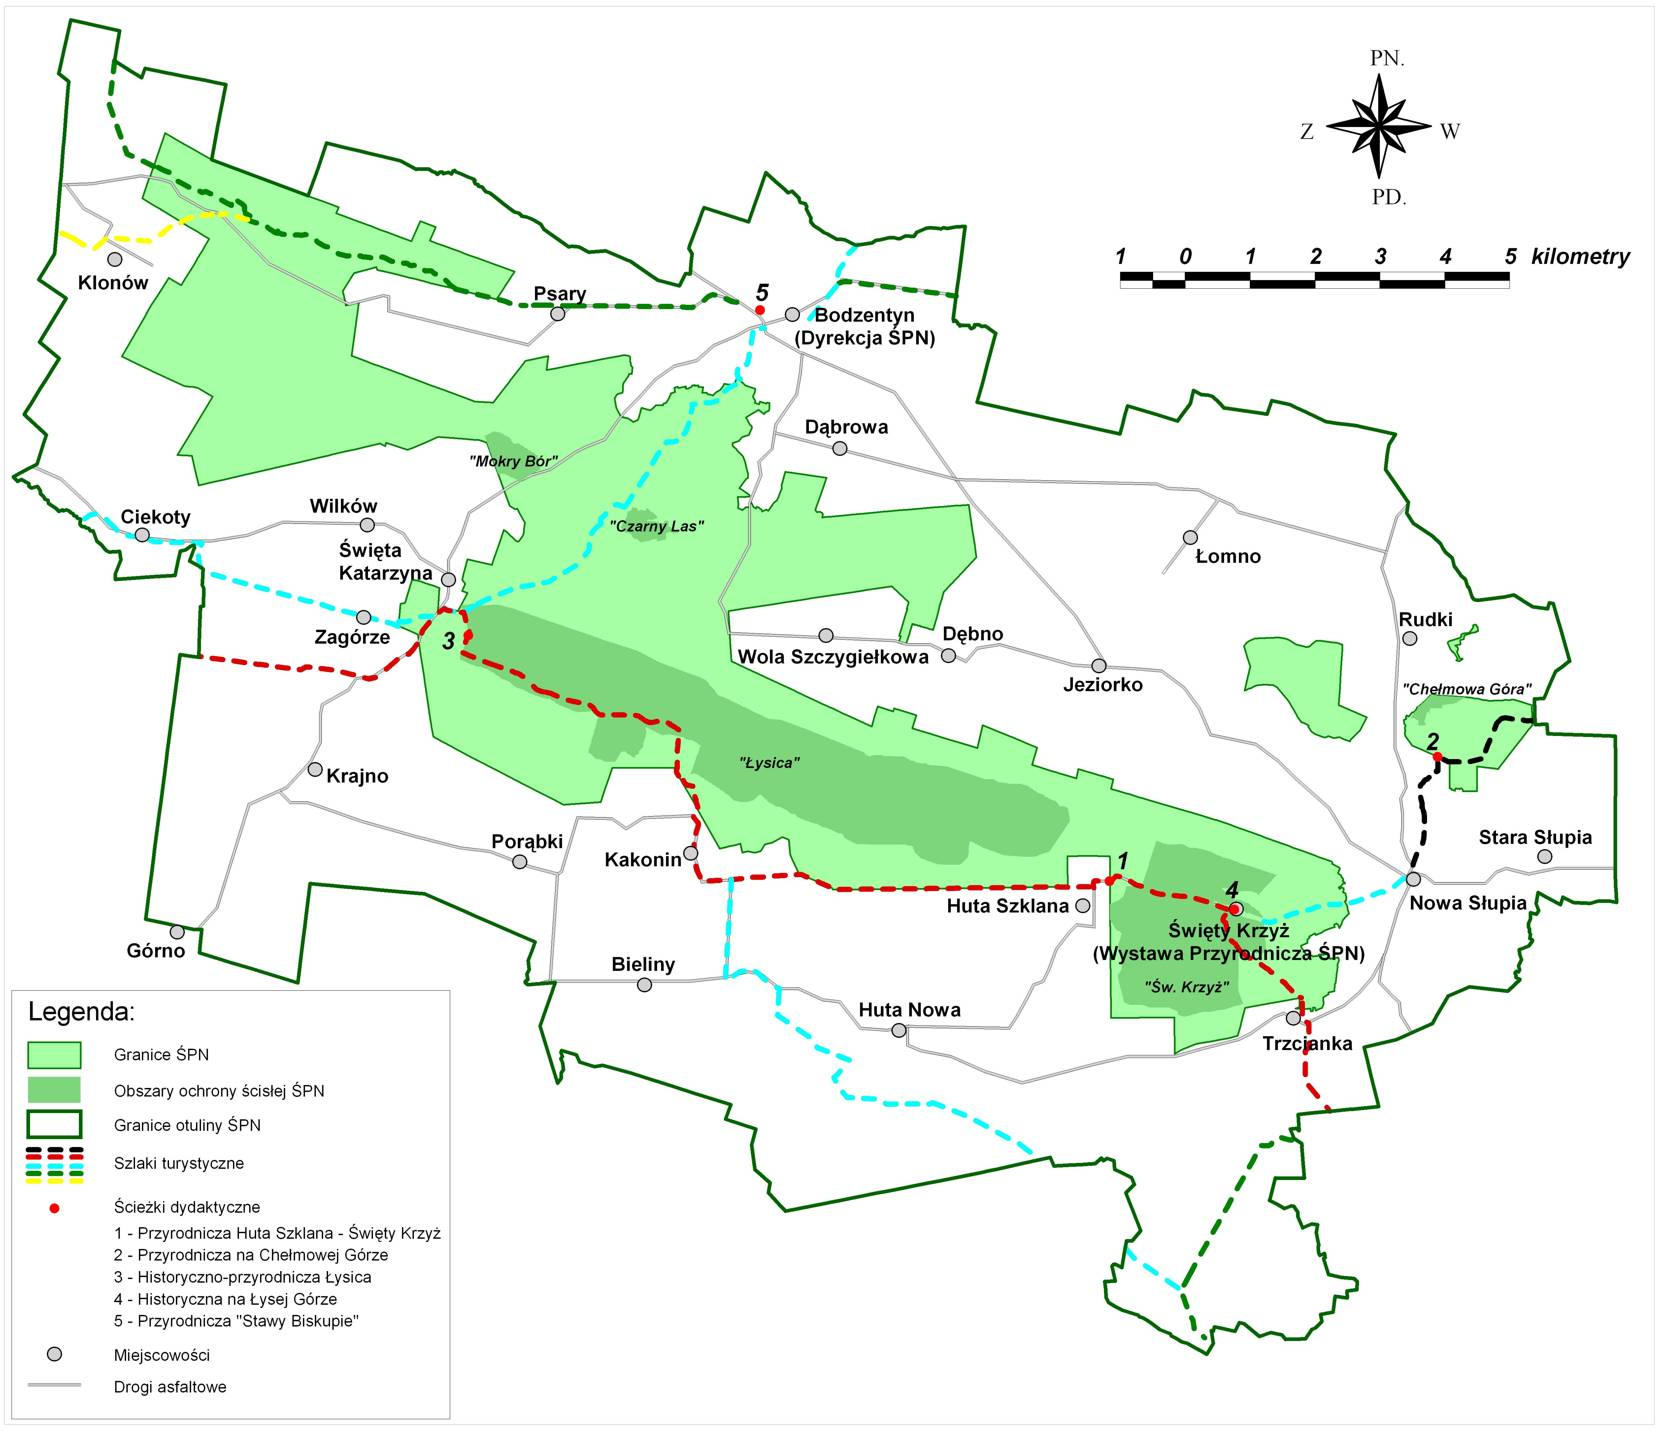 PN.
Z
W
PD.
1 0 1 2 3 4 5 kilometry
Klonów
Psary
5
Bodzentyn
(Dyrekcja ŚPN)
Dąbrowa
"Mokry Bór"
Ciekoty
Wilków
"Czarny Las"
Święta
Katarzyna
Łomno
Zagórze
3
Rudki
Dębno
Wola Szczygiełkowa
Jeziorko
"Chełmowa Góra"
2
"Łysica"
Krajno
Porąbki
Kakonin
Stara Słupia
1
4
Huta Szklana
Nowa Słupia
Święty Krzyż
(Wystawa Przyrodnicza ŚPN)
Górno
Bieliny
"Św. Krzyż"
Huta Nowa
Trzcianka
Legenda:
Granice ŚPN
Obszary ochrony ścisłej ŚPN
Granice otuliny ŚPN
Szlaki turystyczne
Ścieżki dydaktyczne
1 - Przyrodnicza Huta Szklana - Święty Krzyż
2 - Przyrodnicza na Chełmowej Górze
3 - Historyczno-przyrodnicza Łysica
4 - Historyczna na Łysej Górze
5 - Przyrodnicza "Stawy Biskupie"
Miejscowości
Drogi asfaltowe